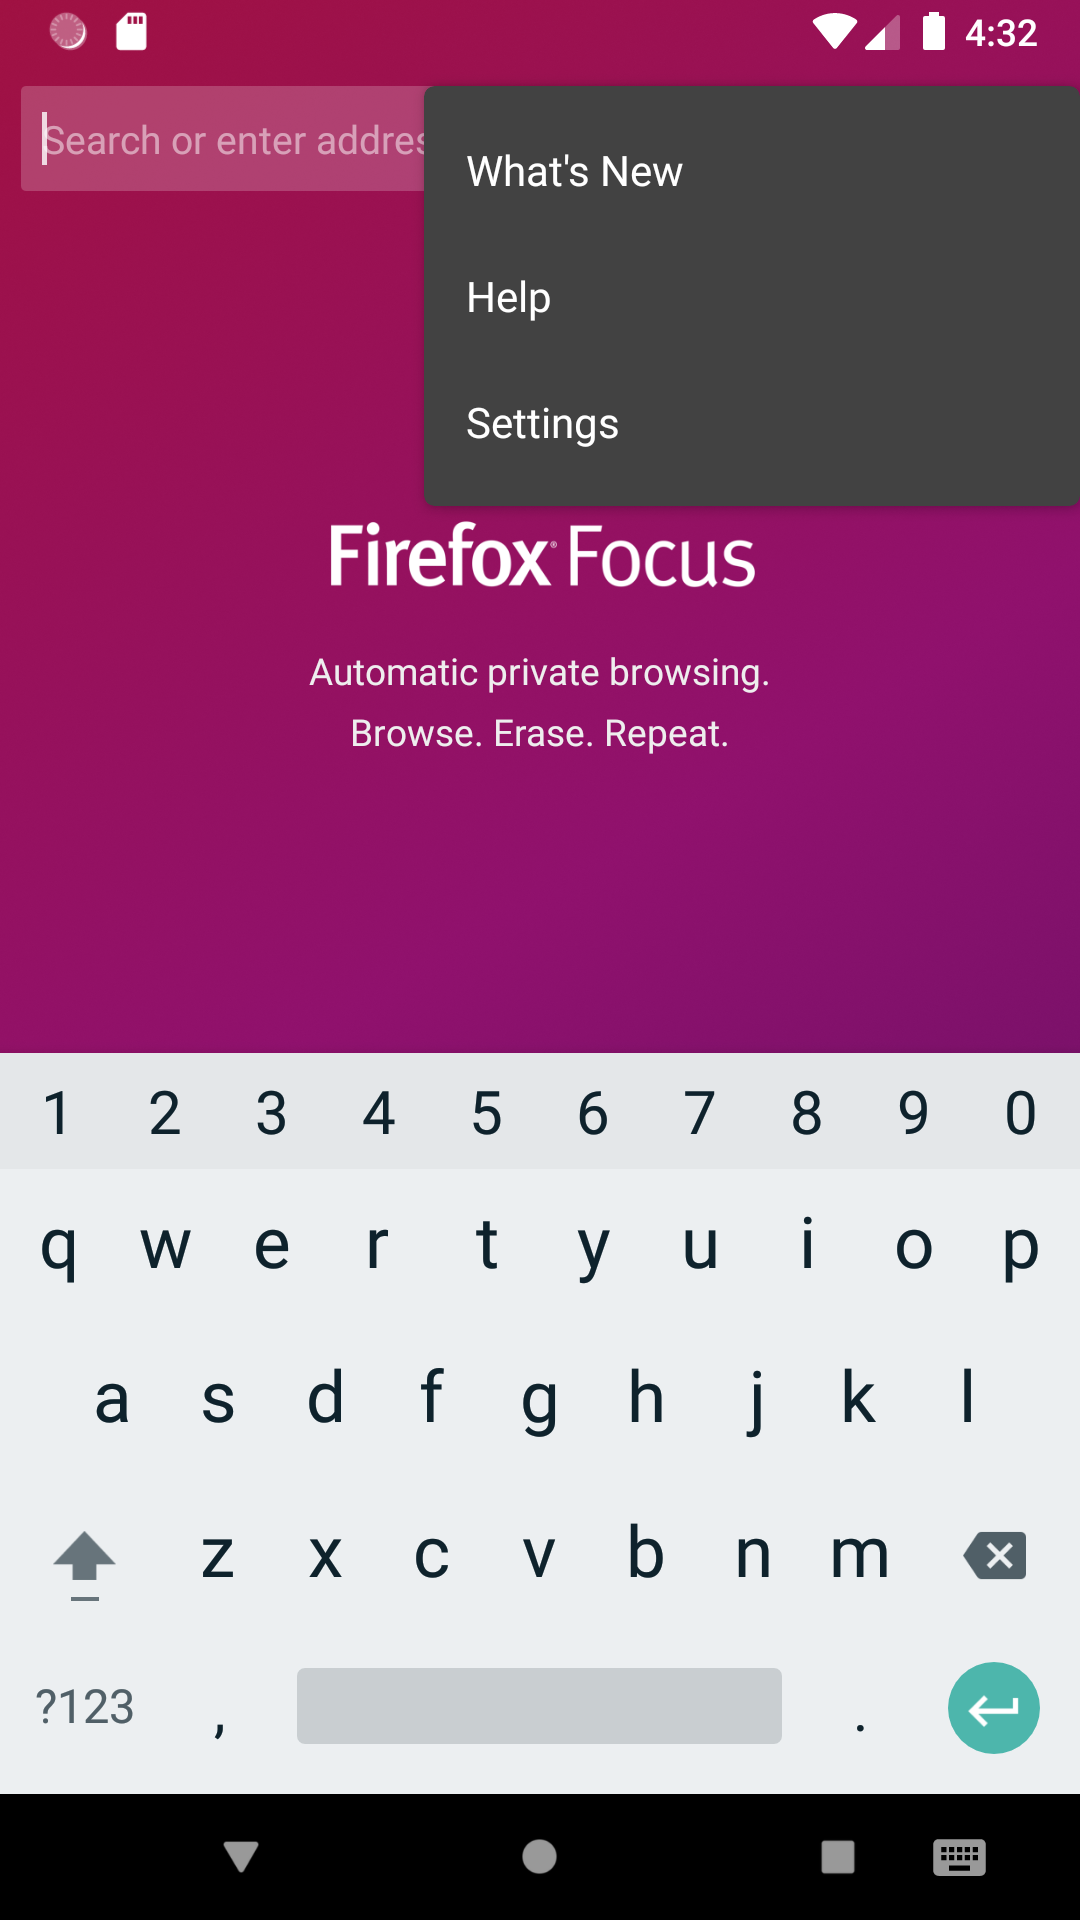 4:32
Search or enter addres
What's New
Help
Settings
Firefox Focus
Automatic private browsing.
Browse. Erase. Repeat.
1 2 3 4 5 6 7 8 9 0
q w e r t y u i o p
a s d f g h j k l
z x c v b n m
?123 , .